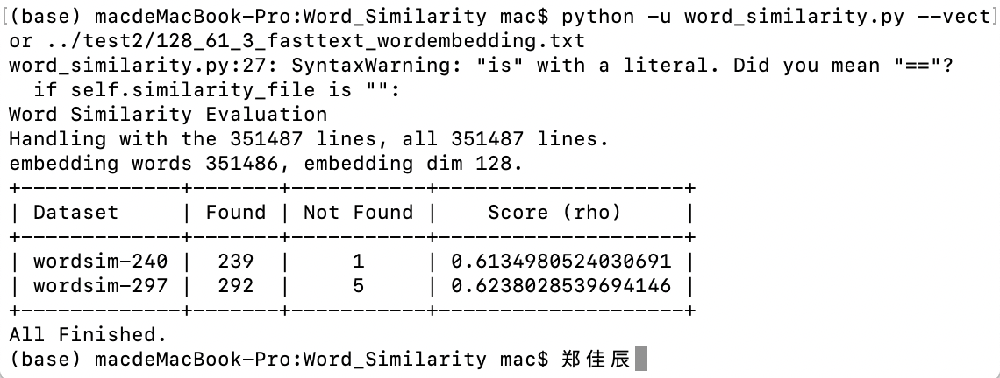 [(base) macdeMacBook-Pro:Word_Similarity mac$ python -u word_similarity.py --vect]
or ../test2/128_61_3_fasttext_wordembedding.txt
word_similarity.py:27: SyntaxWarning: "is" with a literal. Did you mean "=="?
  if self.similarity_file is "":
Word Similarity Evaluation
Handling with the 351487 lines, all 351487 lines.
embedding words 351486, embedding dim 128.
+-------------+-------+-----------+--------------------+
| Dataset     | Found | Not Found |    Score (rho)     |
+-------------+-------+-----------+--------------------+
| wordsim-240 |  239  |     1     | 0.6134980524030691 |
| wordsim-297 |  292  |     5     | 0.6238028539694146 |
+-------------+-------+-----------+--------------------+
All Finished.
(base) macdeMacBook-Pro:Word_Similarity mac$ 郑佳辰